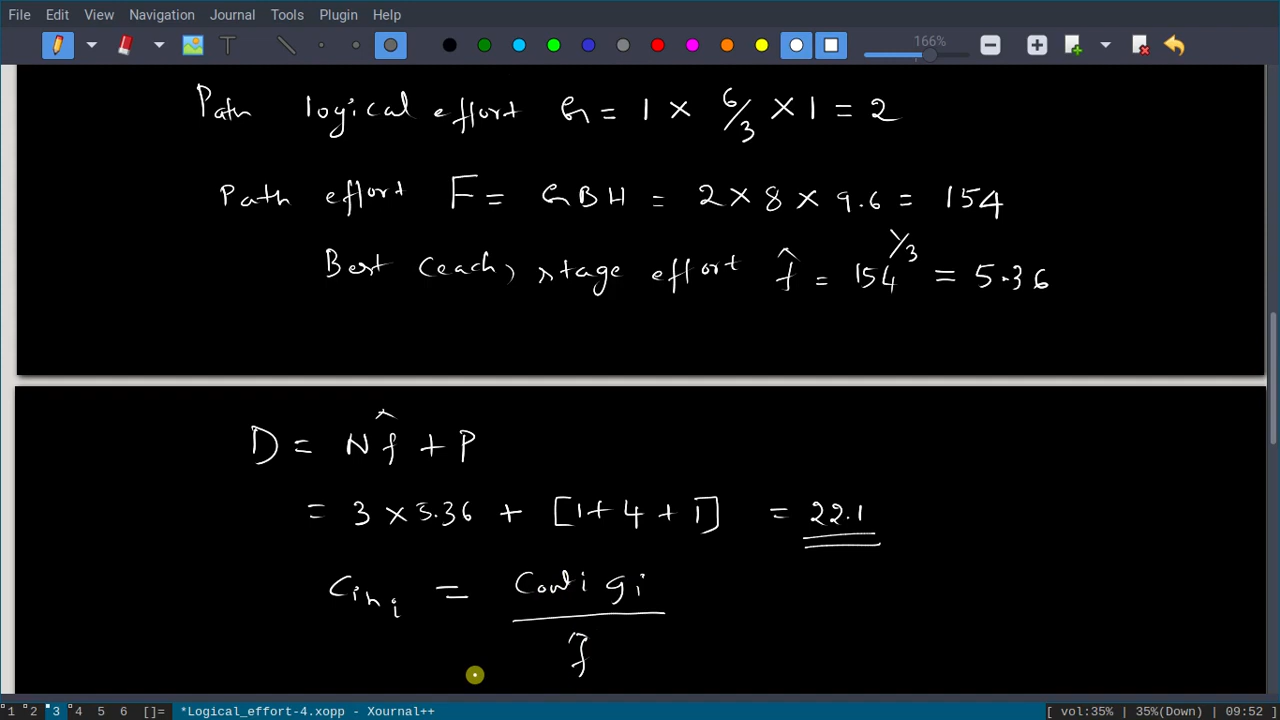 File Edit View Navigation Journal Tools Plugin Help
166%
Path logical effort G = 1 × 6/3 × 1 = 2
Path effort F = GBH = 2 × 8 × 9.6 = 154
Best (each) stage effort f̂ = 154^1/3 = 5.36
D = N f̂ + P
= 3 × 5.36 + [1+4+1] = 22.1
Cin_i = Couti gi / f̂
1 2 3 4 5 6 []= *Logical_effort-4.xopp - Xournal++ [ vol:35% | 35%(Down) | 09:52 ]